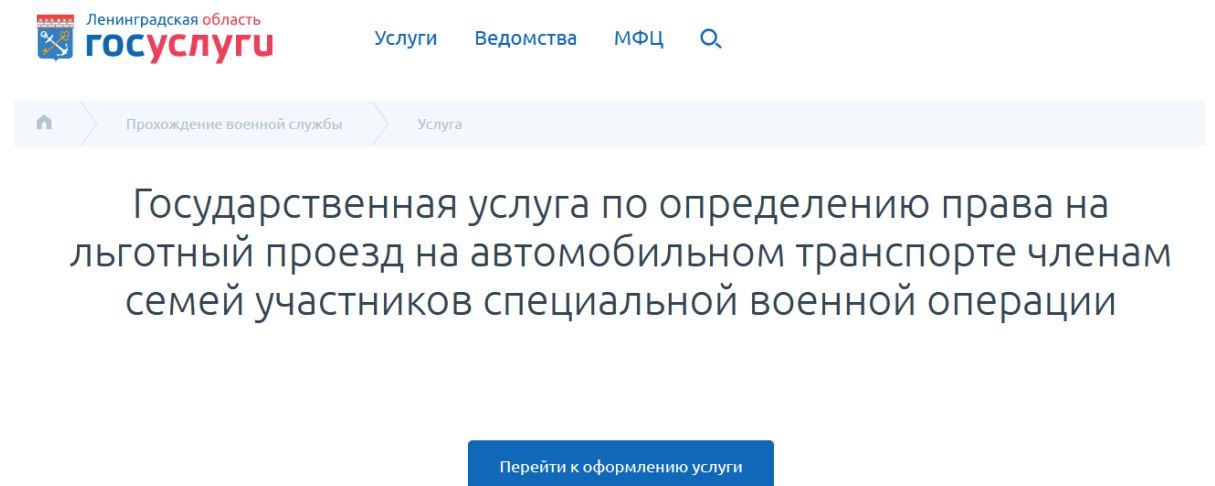 Ленинградская область
госуслуги
Услуги Ведомства МФЦ
Прохождение военной службы Услуга
Государственная услуга по определению права на
льготный проезд на автомобильном транспорте членам
семей участников специальной военной операции
Перейти к оформлению услуги